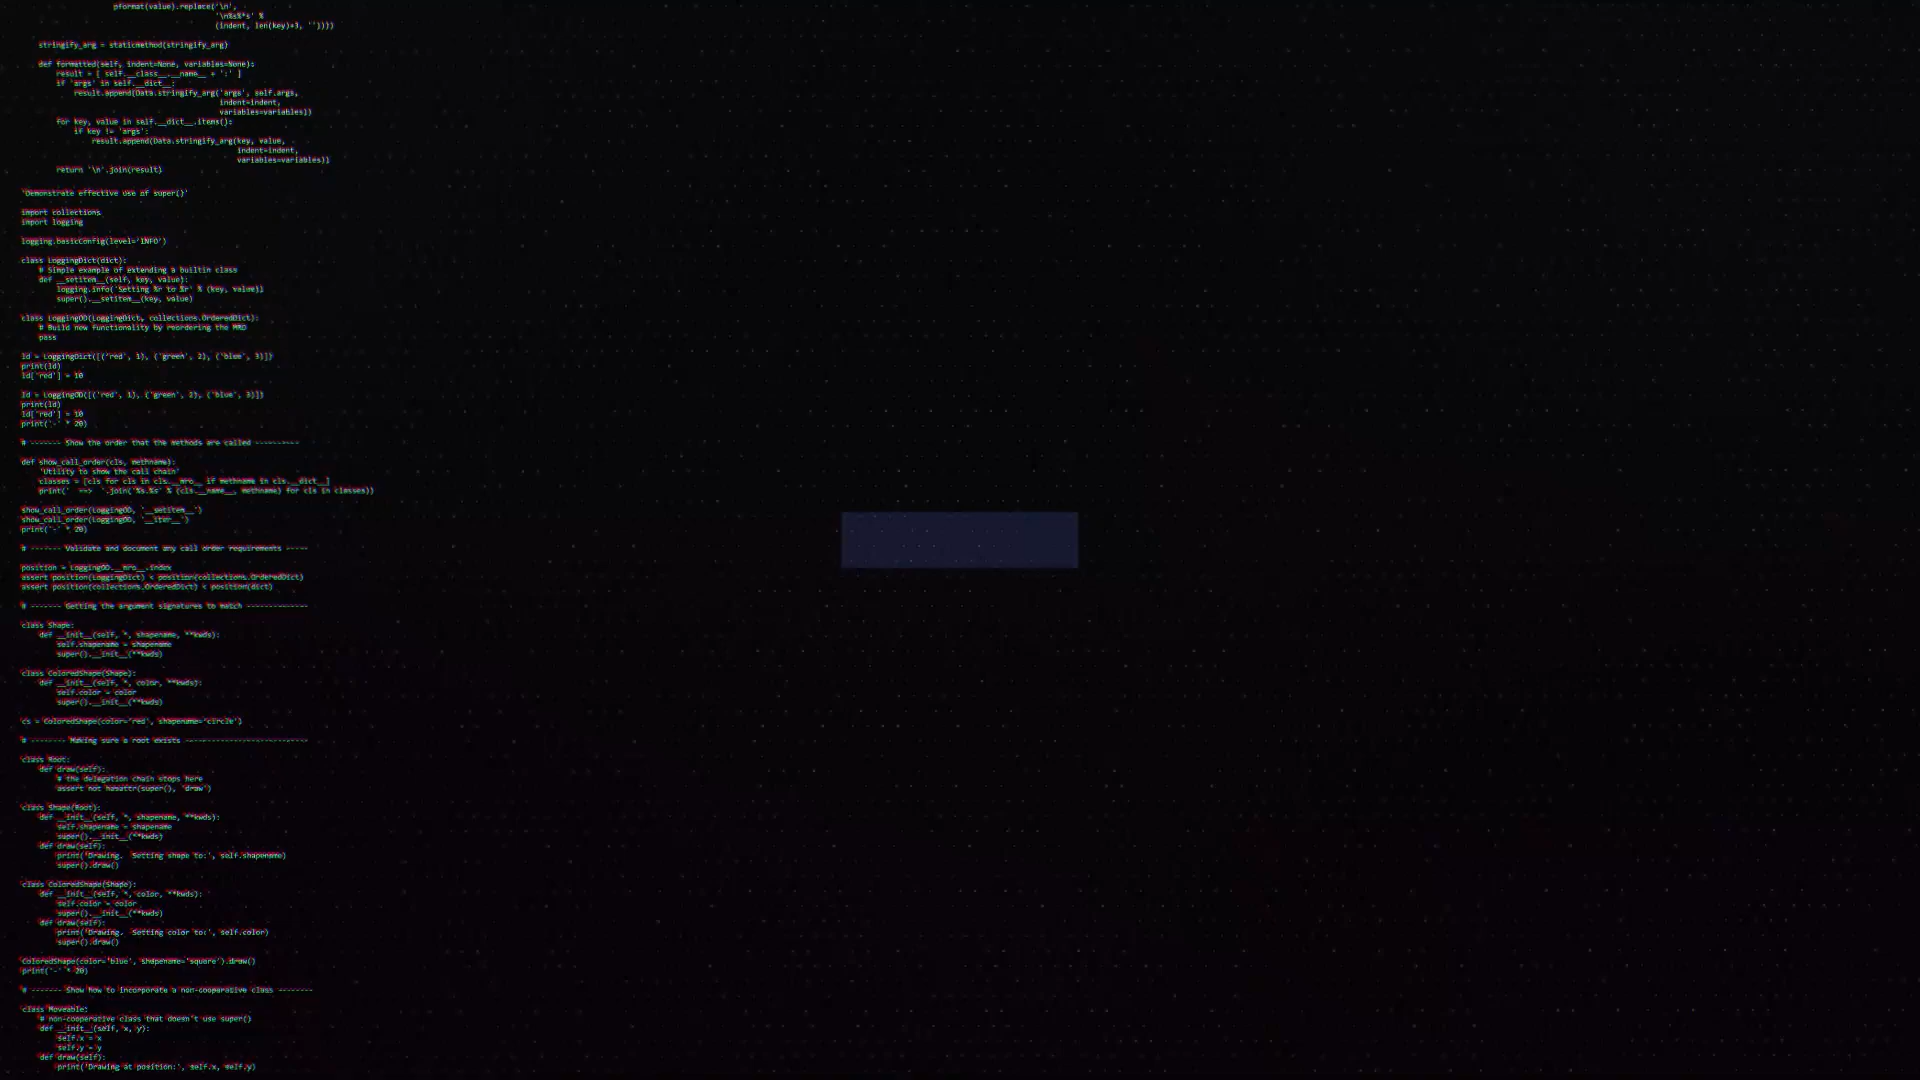 pformat(value).replace('\n',
'\n%s%*s' %
(indent, len(key)+3, ''))))
stringify_arg = staticmethod(stringify_arg)
def formatted(self, indent=None, variables=None):
result = [ self.__class__.__name__ + ':' ]
if 'args' in self.__dict__:
result.append(Data.stringify_arg('args', self.args,
indent=indent,
variables=variables))
for key, value in self.__dict__.items():
if key != 'args':
result.append(Data.stringify_arg(key, value,
indent=indent,
variables=variables))
return '\n'.join(result)
'Demonstrate effective use of super()'
import collections
import logging
logging.basicConfig(level='INFO')
class LoggingDict(dict):
# Simple example of extending a builtin class
def __setitem__(self, key, value):
logging.info('Setting %r to %r' % (key, value))
super().__setitem__(key, value)
class LoggingOD(LoggingDict, collections.OrderedDict):
# Build new functionality by reordering the MRO
pass
ld = LoggingDict([('red', 1), ('green', 2), ('blue', 3)])
print(ld)
ld['red'] = 10
ld = LoggingOD([('red', 1), ('green', 2), ('blue', 3)])
print(ld)
ld['red'] = 10
print('-' * 20)
# ------- Show the order that the methods are called ----------
def show_call_order(cls, methname):
'Utility to show the call chain'
classes = [cls for cls in cls.__mro__ if methname in cls.__dict__]
print('  ==>  '.join('%s.%s' % (cls.__name__, methname) for cls in classes))
show_call_order(LoggingOD, '__setitem__')
show_call_order(LoggingOD, '__iter__')
print('-' * 20)
# ------- Validate and document any call order requirements -----
position = LoggingOD.__mro__.index
assert position(LoggingDict) < position(collections.OrderedDict)
assert position(collections.OrderedDict) < position(dict)
# ------- Getting the argument signatures to match --------------
class Shape:
def __init__(self, *, shapename, **kwds):
self.shapename = shapename
super().__init__(**kwds)
class ColoredShape(Shape):
def __init__(self, *, color, **kwds):
self.color = color
super().__init__(**kwds)
cs = ColoredShape(color='red', shapename='circle')
# -------- Making sure a root exists ----------------------------
class Root:
def draw(self):
# the delegation chain stops here
assert not hasattr(super(), 'draw')
class Shape(Root):
def __init__(self, *, shapename, **kwds):
self.shapename = shapename
super().__init__(**kwds)
def draw(self):
print('Drawing.  Setting shape to:', self.shapename)
super().draw()
class ColoredShape(Shape):
def __init__(self, *, color, **kwds):
self.color = color
super().__init__(**kwds)
def draw(self):
print('Drawing.  Setting color to:', self.color)
super().draw()
ColoredShape(color='blue', shapename='square').draw()
print('-' * 20)
# ------- Show how to incorporate a non-cooperative class --------
class Moveable:
# non-cooperative class that doesn't use super()
def __init__(self, x, y):
self.x = x
self.y = y
def draw(self):
print('Drawing at position:', self.x, self.y)